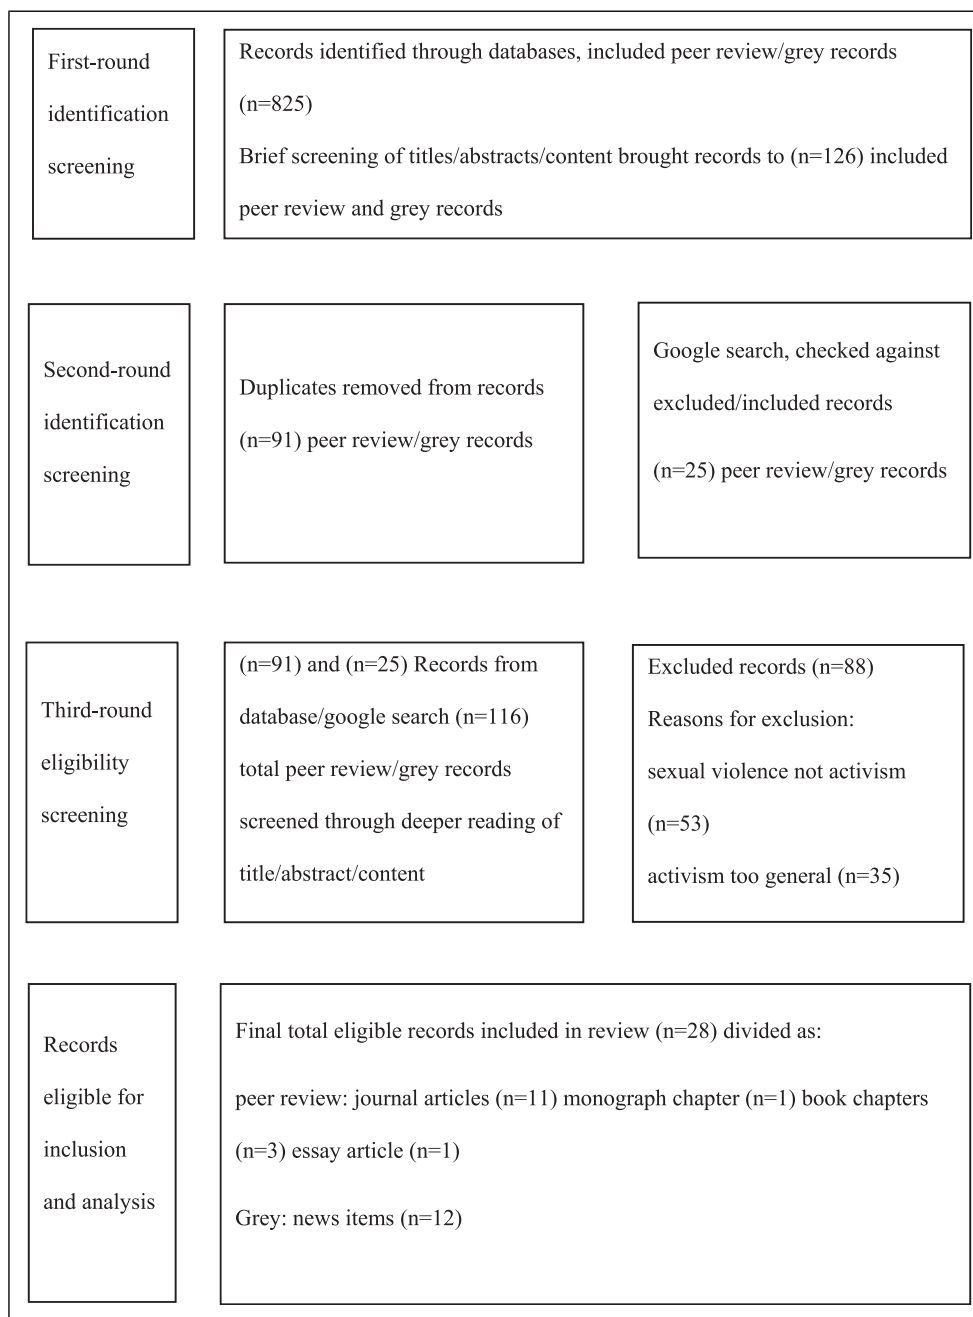 First-round
identification
screening
Records identified through databases, included peer review/grey records
(n=825)
Brief screening of titles/abstracts/content brought records to (n=126) included
peer review and grey records
Second-round
identification
screening
Duplicates removed from records
(n=91) peer review/grey records
Google search, checked against
excluded/included records
(n=25) peer review/grey records
Third-round
eligibility
screening
(n=91) and (n=25) Records from
database/google search (n=116)
total peer review/grey records
screened through deeper reading of
title/abstract/content
Excluded records (n=88)
Reasons for exclusion:
sexual violence not activism
(n=53)
activism too general (n=35)
Records
eligible for
inclusion
and analysis
Final total eligible records included in review (n=28) divided as:
peer review: journal articles (n=11) monograph chapter (n=1) book chapters
(n=3) essay article (n=1)
Grey: news items (n=12)